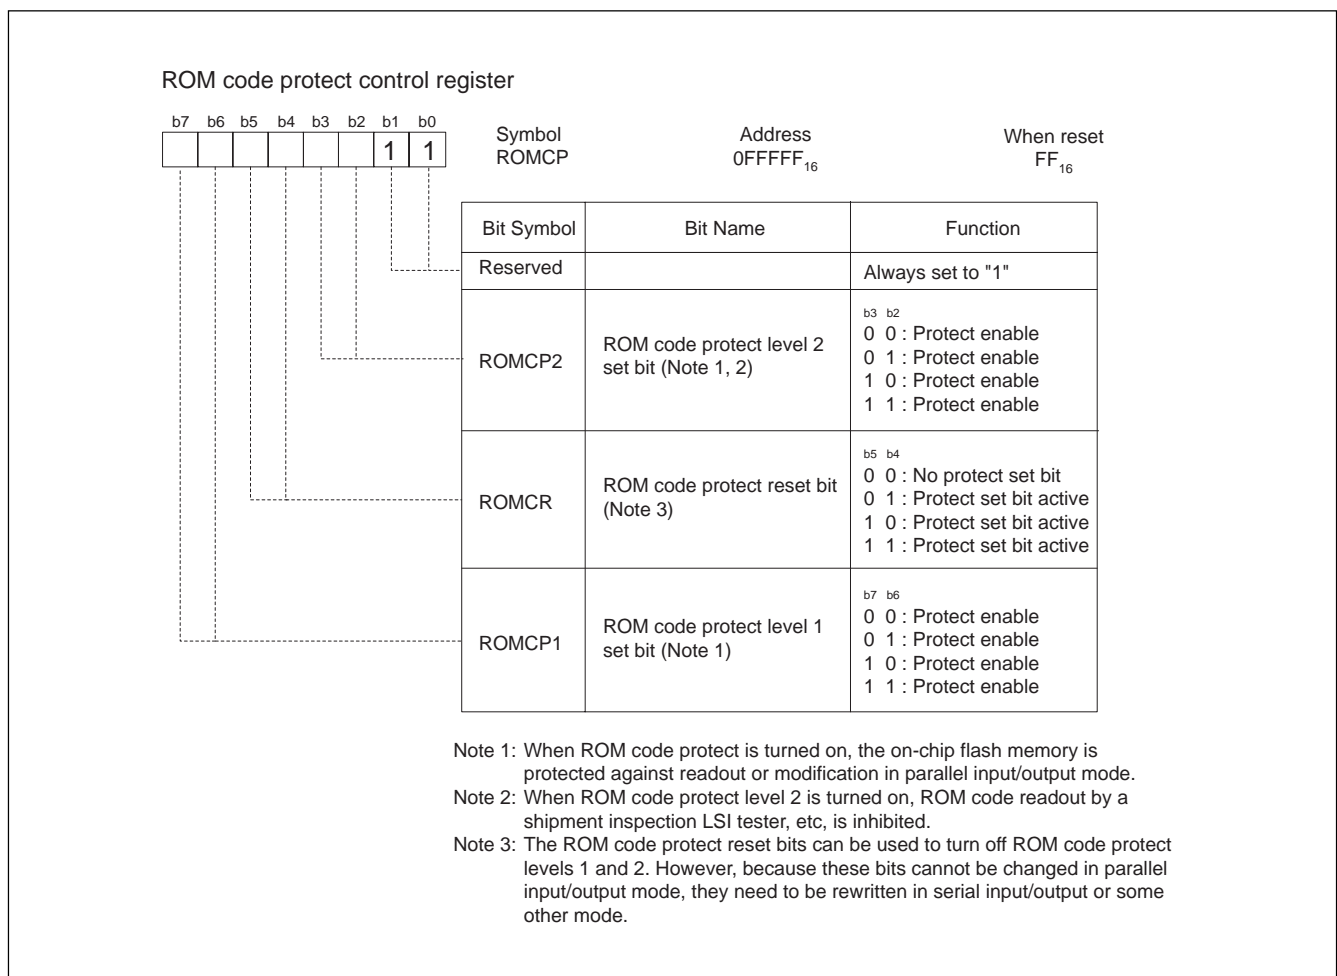 ROM code protect control register
b7 b6 b5 b4 b3 b2 b1 b0
1 1
Symbol Address When reset
ROMCP 0FFFFF16 FF16
Bit Symbol Bit Name Function
Reserved Always set to "1"
ROMCP2
ROM code protect level 2
set bit (Note 1, 2)
b3 b2
0 0 : Protect enable
0 1 : Protect enable
1 0 : Protect enable
1 1 : Protect enable
ROMCR
ROM code protect reset bit
(Note 3)
b5 b4
0 0 : No protect set bit
0 1 : Protect set bit active
1 0 : Protect set bit active
1 1 : Protect set bit active
ROMCP1
ROM code protect level 1
set bit (Note 1)
b7 b6
0 0 : Protect enable
0 1 : Protect enable
1 0 : Protect enable
1 1 : Protect enable
Note 1: When ROM code protect is turned on, the on-chip flash memory is
protected against readout or modification in parallel input/output mode.
Note 2: When ROM code protect level 2 is turned on, ROM code readout by a
shipment inspection LSI tester, etc, is inhibited.
Note 3: The ROM code protect reset bits can be used to turn off ROM code protect
levels 1 and 2. However, because these bits cannot be changed in parallel
input/output mode, they need to be rewritten in serial input/output or some
other mode.